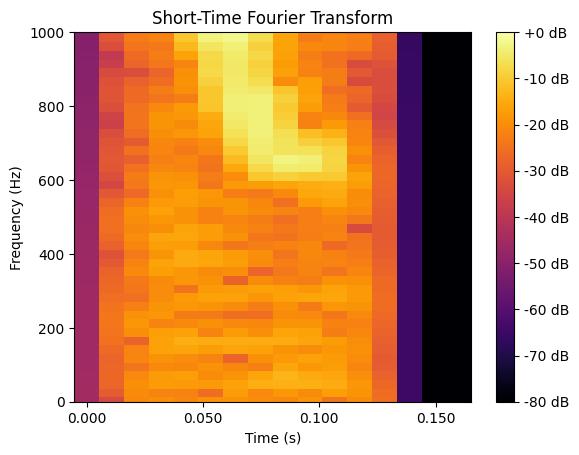 Short-Time Fourier Transform
Frequency (Hz)
1000
800
600
400
200
0
0.000
0.050
0.100
0.150
Time (s)
+0 dB
-10 dB
-20 dB
-30 dB
-40 dB
-50 dB
-60 dB
-70 dB
-80 dB